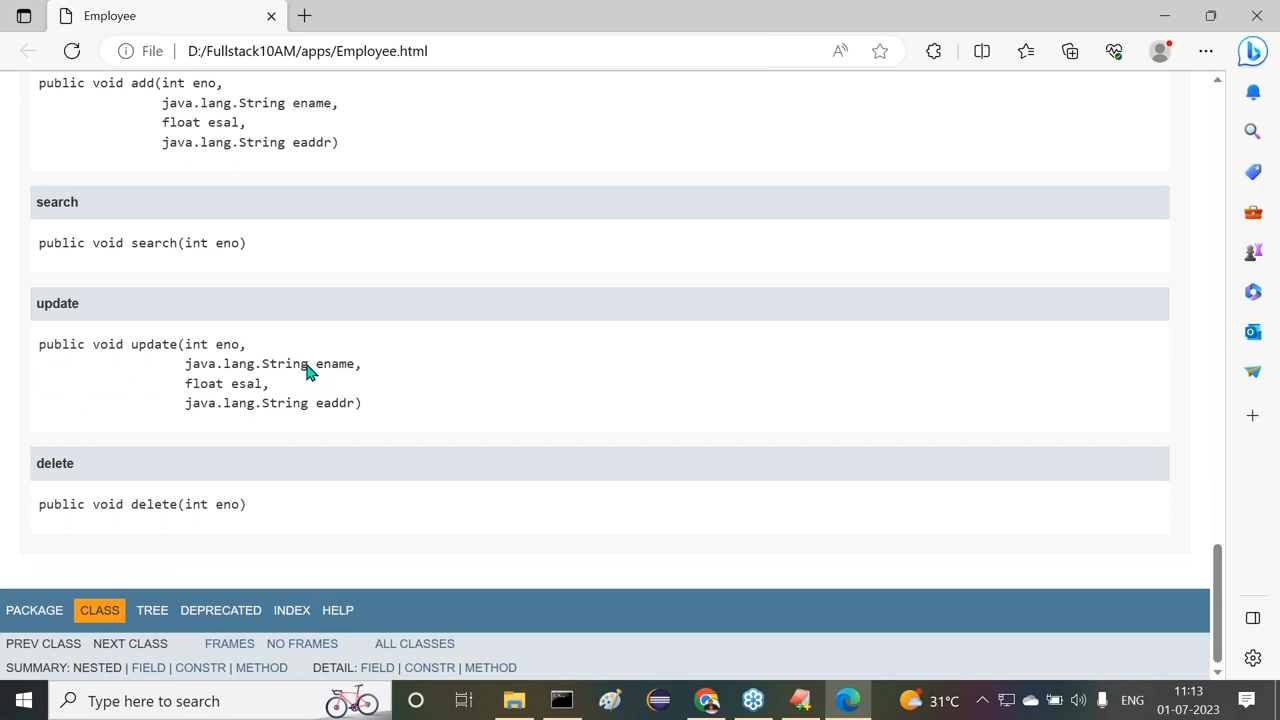 Employee
File
D:/Fullstack10AM/apps/Employee.html
public void add(int eno,
java.lang.String ename,
float esal,
java.lang.String eaddr)
search
public void search(int eno)
update
public void update(int eno,
java.lang.String ename,
float esal,
java.lang.String eaddr)
delete
public void delete(int eno)
PACKAGE CLASS TREE DEPRECATED INDEX HELP
PREV CLASS NEXT CLASS FRAMES NO FRAMES ALL CLASSES
SUMMARY: NESTED | FIELD | CONSTR | METHOD DETAIL: FIELD | CONSTR | METHOD
Type here to search
31°C
ENG
11:13
01-07-2023